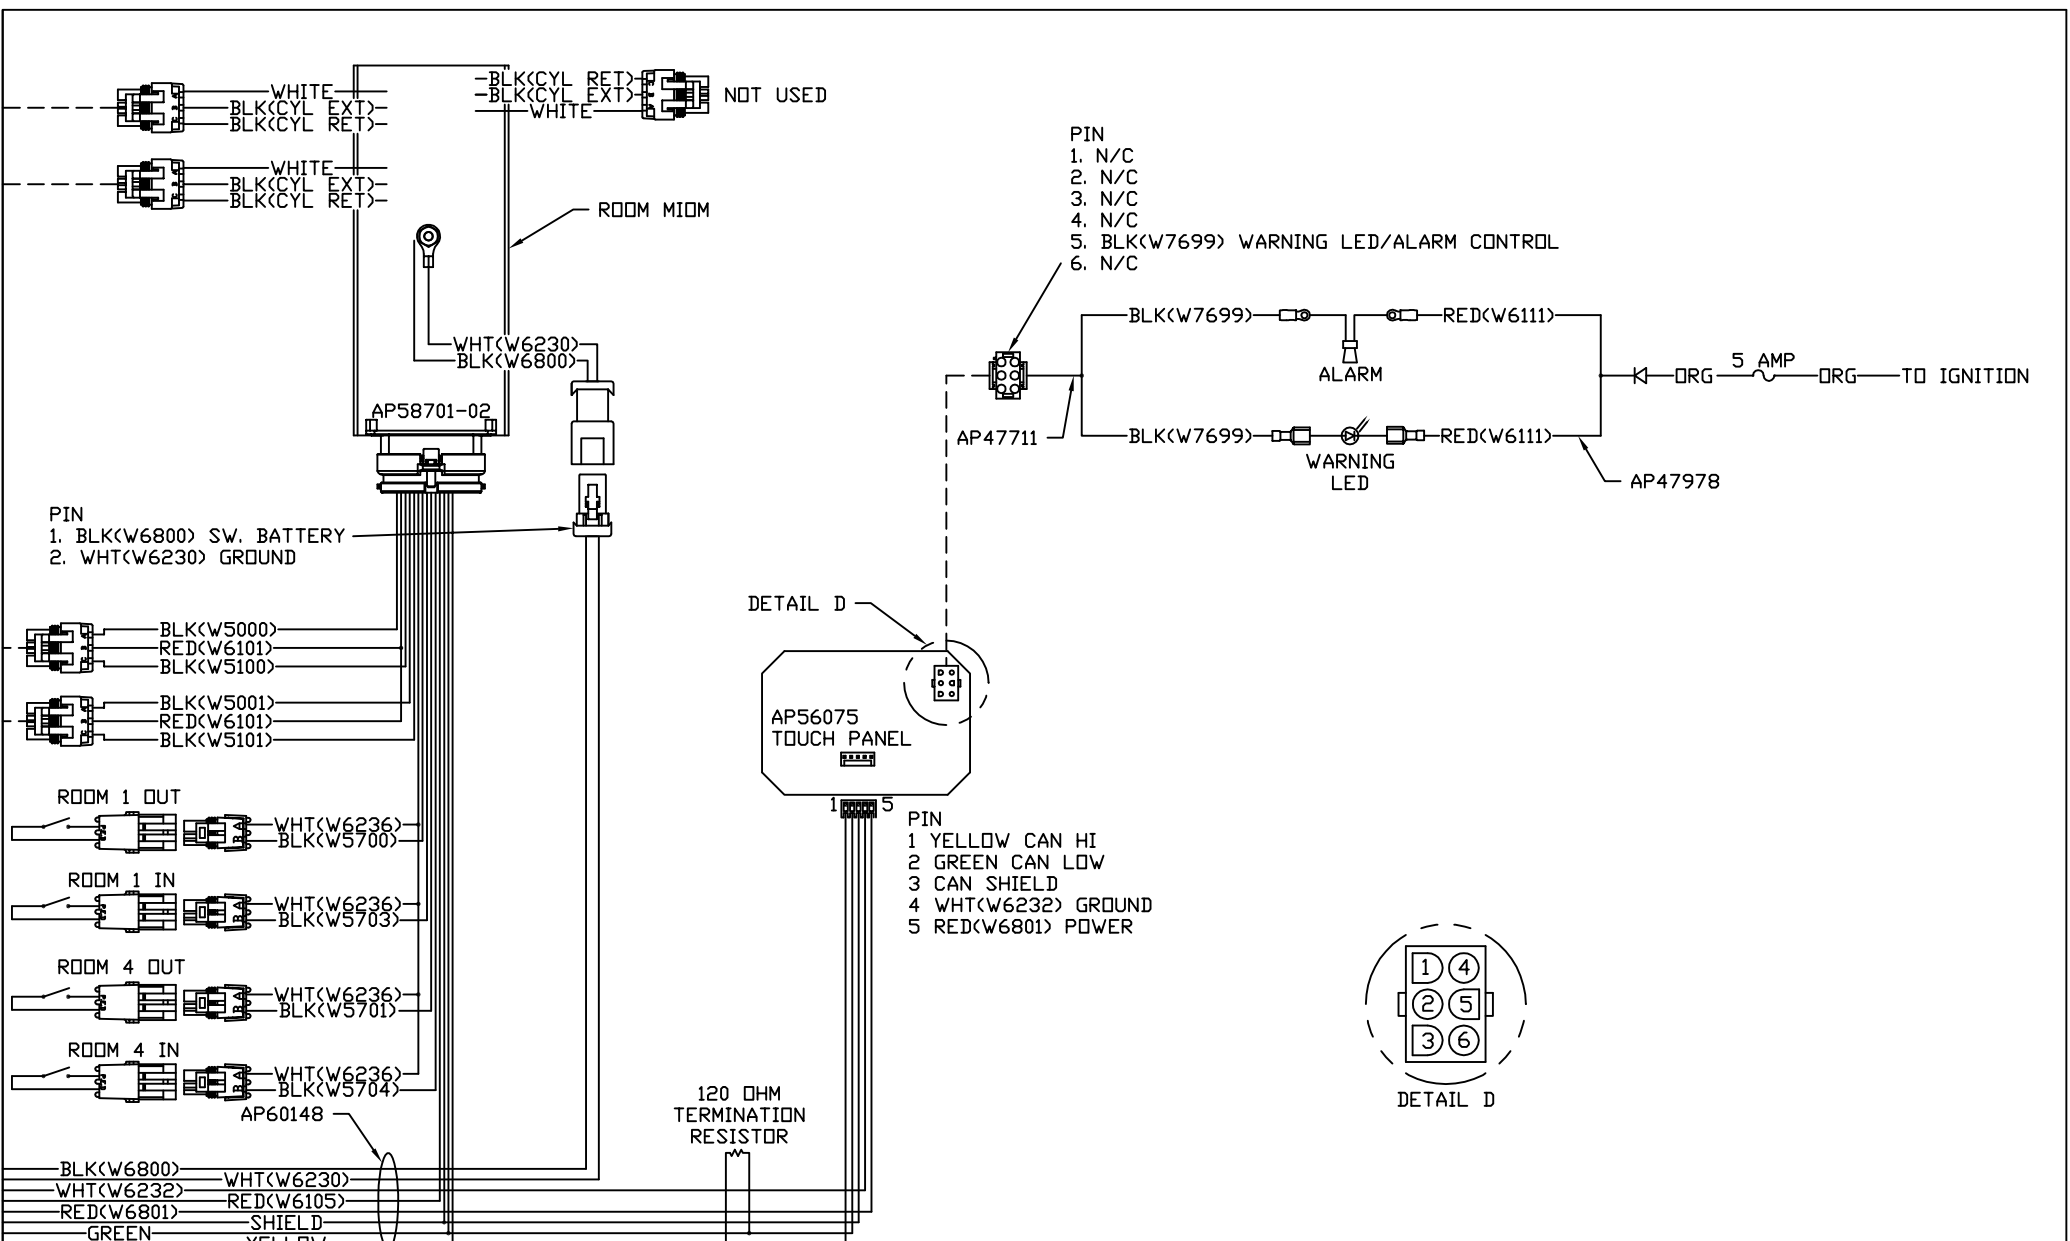 WHITE
BLK(CYL EXT)
BLK(CYL RET)
BLK(CYL RET)
BLK(CYL EXT)
WHITE
NOT USED
WHITE
BLK(CYL EXT)
BLK(CYL RET)
ROOM MIOM
WHT(W6230)
BLK(W6800)
AP58701-02
PIN
1. BLK(W6800) SW. BATTERY
2. WHT(W6230) GROUND
PIN
1. N/C
2. N/C
3. N/C
4. N/C
5. BLK(W7699) WARNING LED/ALARM CONTROL
6. N/C
BLK(W7699)
RED(W6111)
ALARM
5 AMP
ORG
ORG
TO IGNITION
AP47711
BLK(W7699)
RED(W6111)
WARNING
LED
AP47978
BLK(W5000)
RED(W6101)
BLK(W5100)
BLK(W5001)
RED(W6101)
BLK(W5101)
DETAIL D
AP56075
TOUCH PANEL
1
5
PIN
1 YELLOW CAN HI
2 GREEN CAN LOW
3 CAN SHIELD
4 WHT(W6232) GROUND
5 RED(W6801) POWER
ROOM 1 OUT
A
B
WHT(W6236)
BLK(W5700)
ROOM 1 IN
A
B
WHT(W6236)
BLK(W5703)
ROOM 4 OUT
A
B
WHT(W6236)
BLK(W5701)
ROOM 4 IN
A
B
WHT(W6236)
BLK(W5704)
AP60148
1 4
2 5
3 6
DETAIL D
120 OHM
TERMINATION
RESISTOR
BLK(W6800)
WHT(W6230)
WHT(W6232)
RED(W6105)
RED(W6801)
SHIELD
GREEN
YELLOW